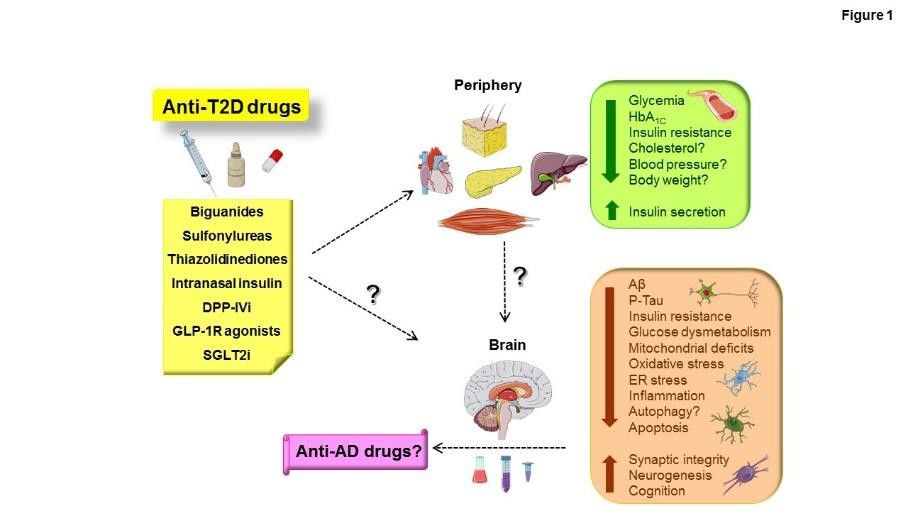 Figure 1
Periphery
Anti-T2D drugs
Glycemia
HbA1C
Insulin resistance
Cholesterol?
Blood pressure?
Body weight?
Insulin secretion
Biguanides
Sulfonylureas
Thiazolidinediones
Intranasal insulin
DPP-IVi
GLP-1R agonists
SGLT2i
?
?
Brain
Aβ
P-Tau
Insulin resistance
Glucose dysmetabolism
Mitochondrial deficits
Oxidative stress
ER stress
Inflammation
Autophagy?
Apoptosis
Synaptic integrity
Neurogenesis
Cognition
Anti-AD drugs?